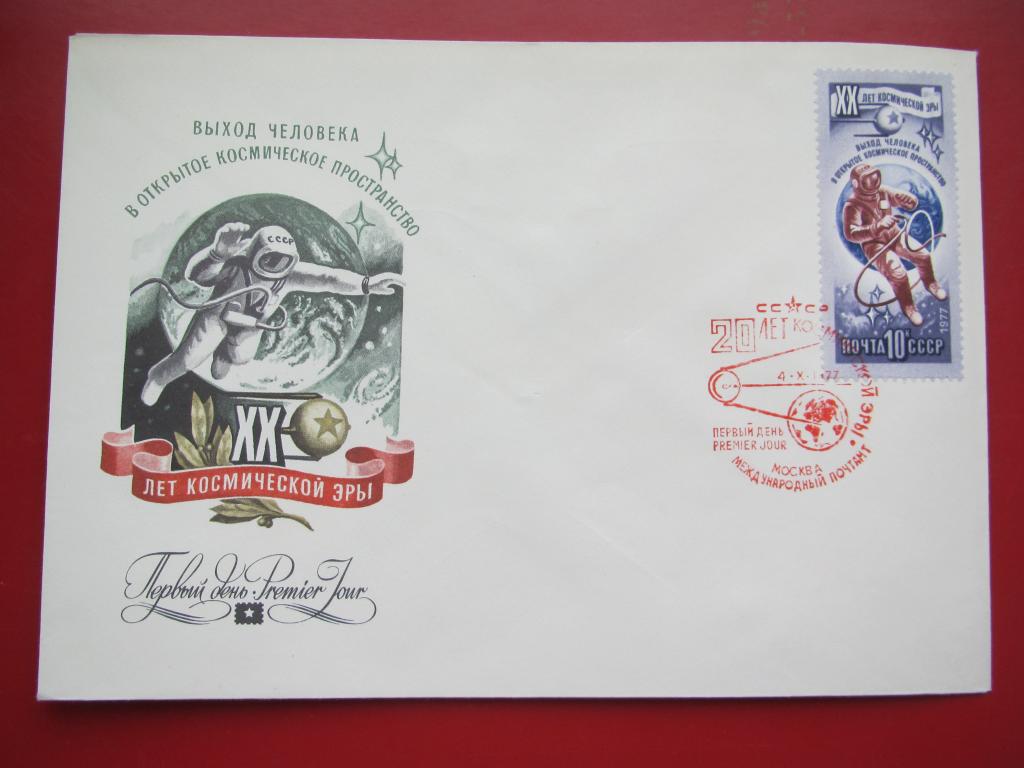 ВЫХОД ЧЕЛОВЕКА
В ОТКРЫТОЕ КОСМИЧЕСКОЕ ПРОСТРАНСТВО
СССР
XX
ЛЕТ КОСМИЧЕСКОЙ ЭРЫ
Первый день · Premier Jour
XX ЛЕТ КОСМИЧЕСКОЙ ЭРЫ
ВЫХОД ЧЕЛОВЕКА
В ОТКРЫТОЕ КОСМИЧЕСКОЕ ПРОСТРАНСТВО
1977
ПОЧТА 10К СССР
СССР
20 ЛЕТ КОСМИЧЕСКОЙ ЭРЫ
4-X-1977
ПЕРВЫЙ ДЕНЬ
PREMIER JOUR
МОСКВА
МЕЖДУНАРОДНЫЙ ПОЧТАМТ